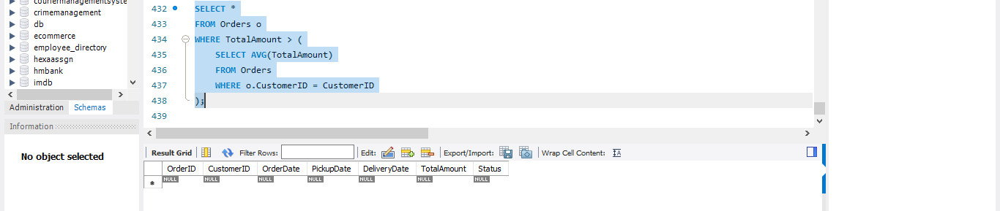 couriermanagementsyste
crimemanagement
db
ecommerce
employee_directory
hexaassgn
hmbank
imdb
Administration Schemas
Information
No object selected
432 SELECT *
433 FROM Orders o
434 WHERE TotalAmount > (
435 SELECT AVG(TotalAmount)
436 FROM Orders
437 WHERE o.CustomerID = CustomerID
438 );
439
Result Grid Filter Rows: Edit: Export/Import: Wrap Cell Content:
OrderID CustomerID OrderDate PickupDate DeliveryDate TotalAmount Status
NULL NULL NULL NULL NULL NULL NULL